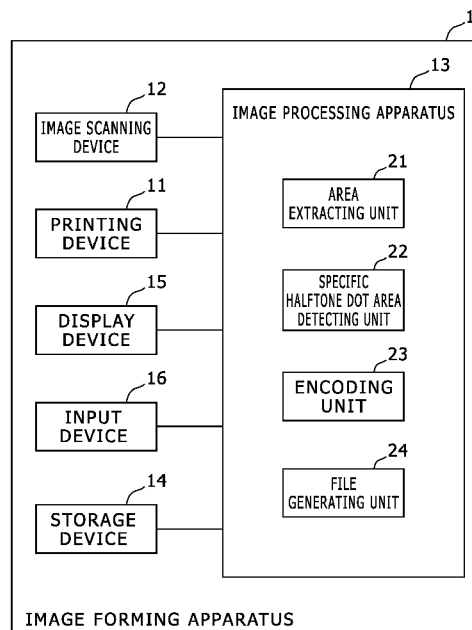 1
12
IMAGE SCANNING
DEVICE
11
PRINTING
DEVICE
15
DISPLAY
DEVICE
16
INPUT
DEVICE
14
STORAGE
DEVICE
13
IMAGE PROCESSING APPARATUS
21
AREA
EXTRACTING UNIT
22
SPECIFIC
HALFTONE DOT AREA
DETECTING UNIT
23
ENCODING
UNIT
24
FILE
GENERATING UNIT
IMAGE FORMING APPARATUS